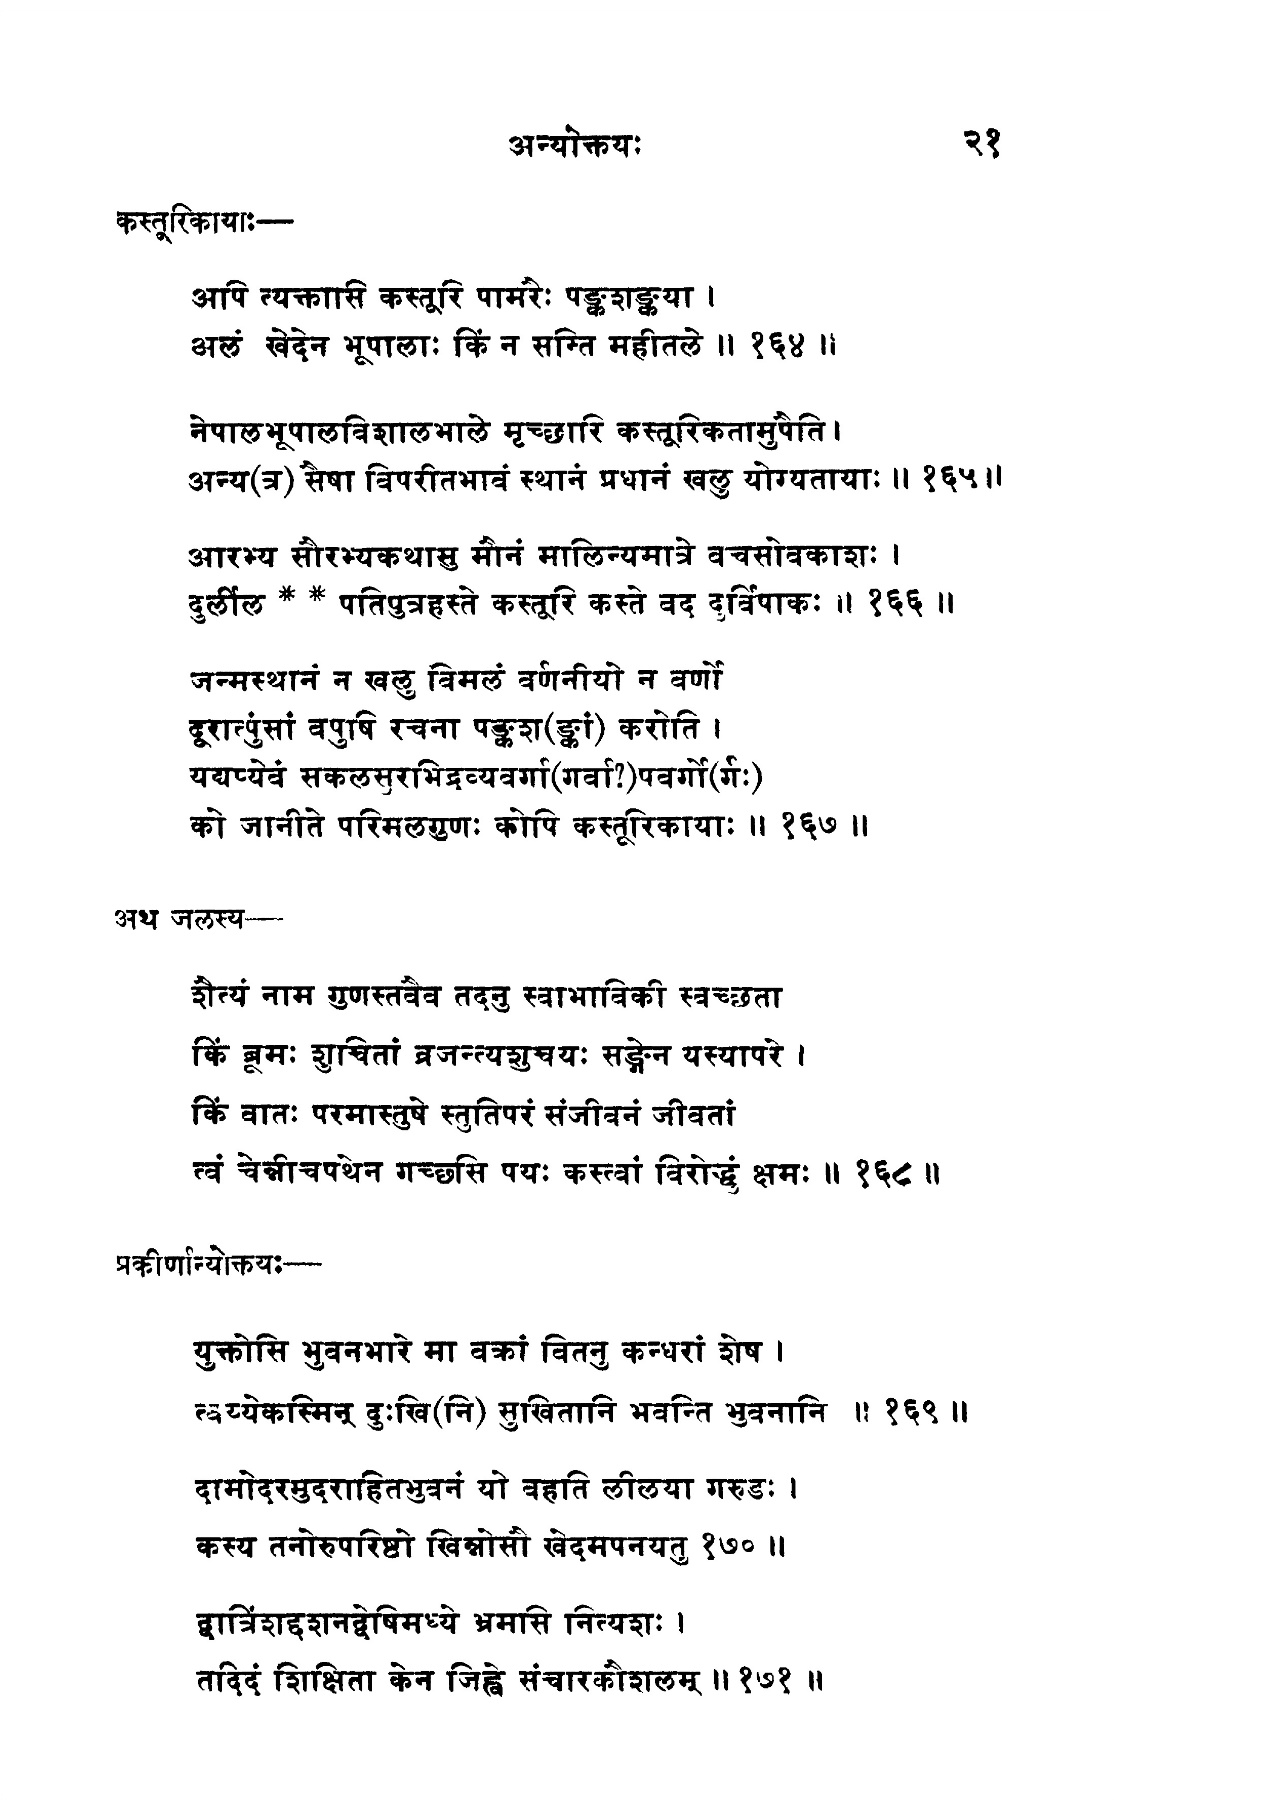 अन्योक्तयः २१
कस्तूरिकायाः—
अपि त्यक्तासि कस्तूरि पामरैः पङ्कशङ्कया ।
अलं खेदेन भूपालाः किं न सन्ति महीतले ॥ १६४ ॥
नेपालभूपालविशालभाले मृच्छारि कस्तूरिकतामुपैति ।
अन्य(त्र) सैषा विपरीतभावं स्थानं प्रधानं खलु योग्यतायाः ॥ १६५ ॥
आरभ्य सौरभ्यकथासु मौनं मालिन्यमात्रे वचसोवकाशः ।
दुर्लील * * पतिपुत्रहस्ते कस्तूरि कस्ते वद दुर्विपाकः ॥ १६६ ॥
जन्मस्थानं न खलु विमलं वर्णनीयो न वर्णो
दूरात्पुंसां वपुषि रचना पङ्कश(ङ्कां) करोति ।
यद्यप्येवं सकलसुरभिद्रव्यवर्गा(गर्वा?)पवर्गो(र्गः)
को जानीते परिमलगुणः कोपि कस्तूरिकायाः ॥ १६७ ॥
अथ जलस्य—
शैत्यं नाम गुणस्तवैव तदनु स्वाभाविकी स्वच्छता
किं ब्रूमः शुचितां व्रजन्त्यशुचयः सङ्गेन यस्यापरे ।
किं वातः परमास्तुषे स्तुतिपरं संजीवनं जीवतां
त्वं चेन्नीचपथेन गच्छसि पयः कस्त्वां विरोद्धुं क्षमः ॥ १६८ ॥
प्रकीर्णान्योक्तयः—
युक्तोसि भुवनभारे मा वक्रां वितनु कन्धरां शेष ।
त्वय्येकस्मिन् दुःखि(नि) सुखितानि भवन्ति भुवनानि ॥ १६९ ॥
दामोदरमुदराहितभुवनं यो वहति लीलया गरुडः ।
कस्य तनोरुपरिष्ठो खिन्नोसौ खेदमपनयतु १७० ॥
द्वात्रिंशद्दशनद्वेषिमध्ये भ्रमासि नित्यशः ।
तदिदं शिक्षिता केन जिह्वे संचारकौशलम् ॥ १७१ ॥